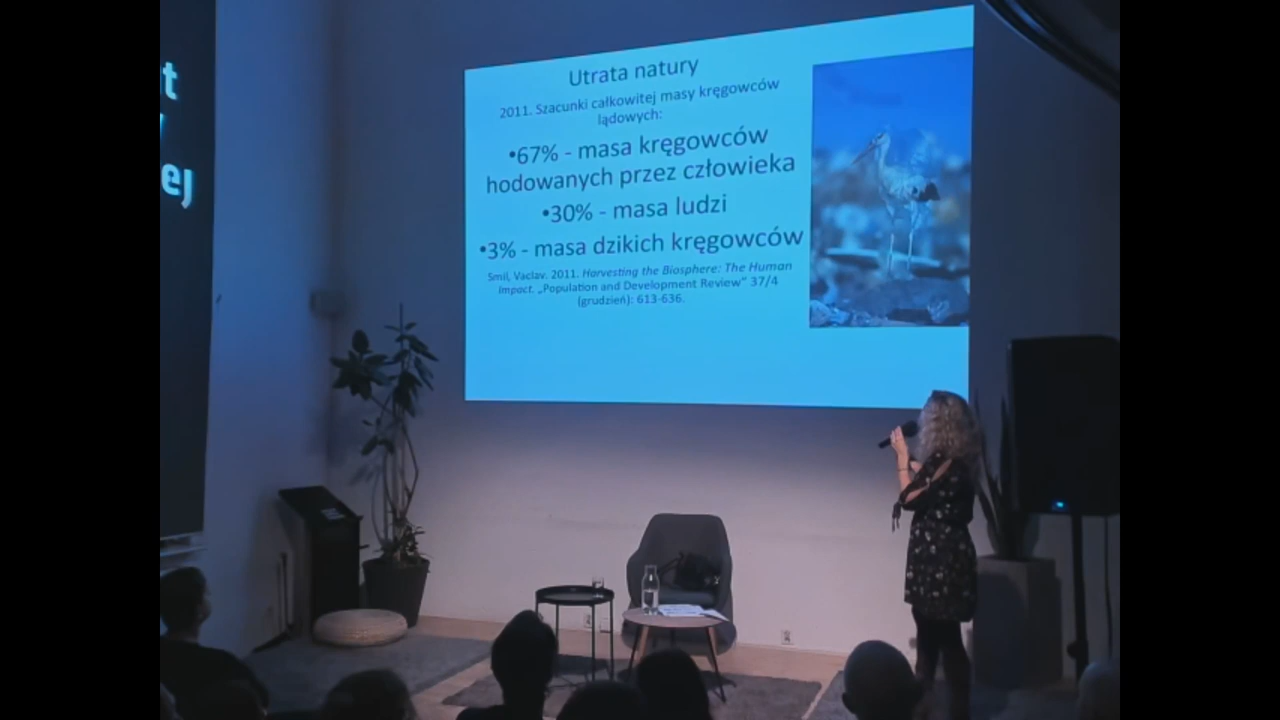 t
ej
Utrata natury
2011. Szacunki całkowitej masy kręgowców
lądowych:
•67% - masa kręgowców
hodowanych przez człowieka
•30% - masa ludzi
•3% - masa dzikich kręgowców
Smil, Vaclav. 2011. Harvesting the Biosphere: The Human
Impact. „Population and Development Review” 37/4
(grudzień): 613-636.